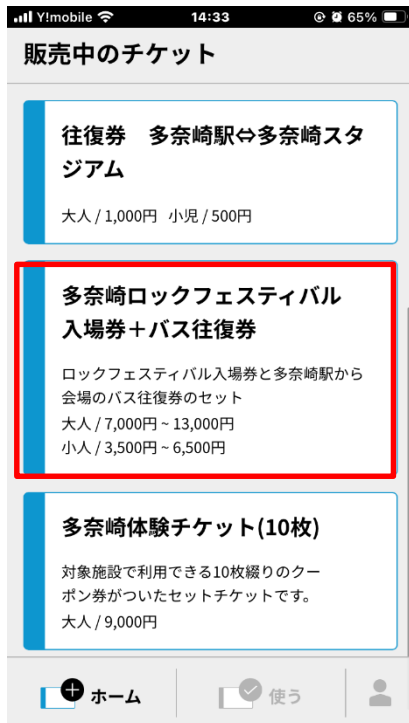 Y!mobile 14:33 65%
販売中のチケット
往復券　多奈崎駅⇔多奈崎スタ
ジアム
大人 / 1,000円 小児 / 500円
多奈崎ロックフェスティバル
入場券＋バス往復券
ロックフェスティバル入場券と多奈崎駅から
会場のバス往復券のセット
大人 / 7,000円 ~ 13,000円
小人 / 3,500円 ~ 6,500円
多奈崎体験チケット(10枚)
対象施設で利用できる10枚綴りのクー
ポン券がついたセットチケットです。
大人 / 9,000円
ホーム 使う